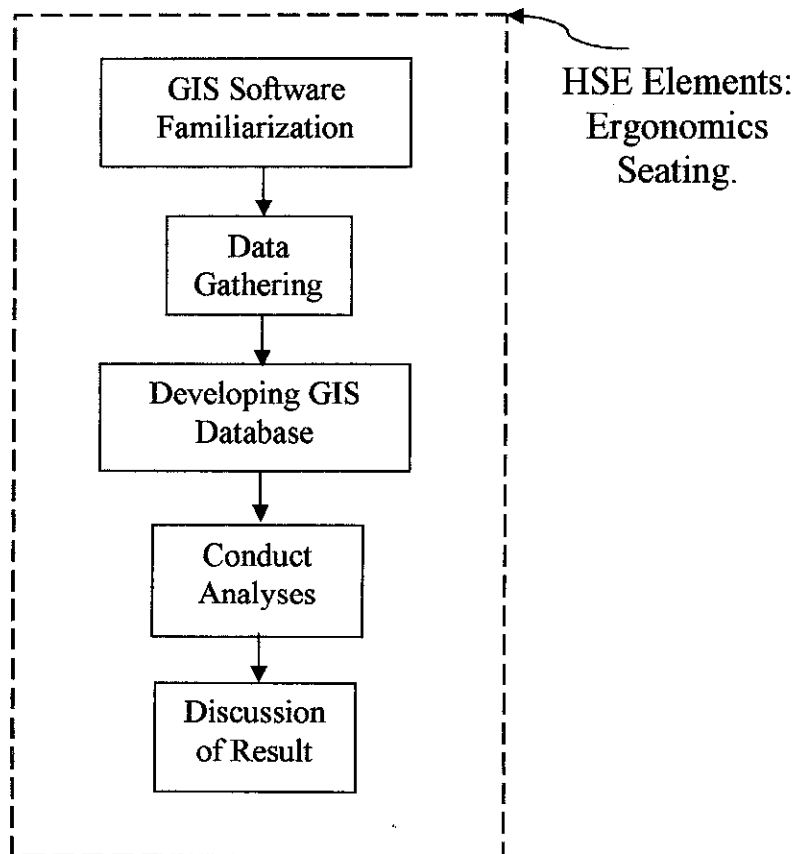 GIS Software
Familiarization
Data
Gathering
Developing GIS
Database
Conduct
Analyses
Discussion
of Result
HSE Elements:
Ergonomics
Seating.